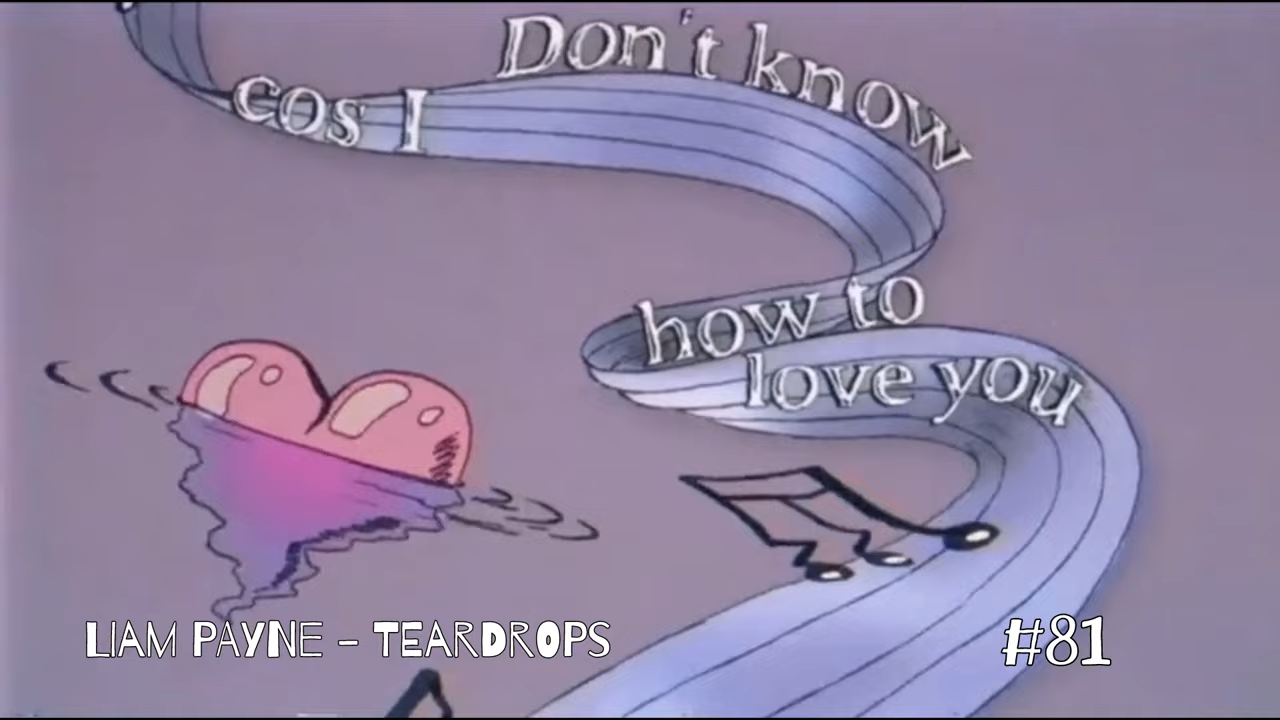 cos I Don't know
how to
love you
LIAM PAYNE - TEARDROPS
#81